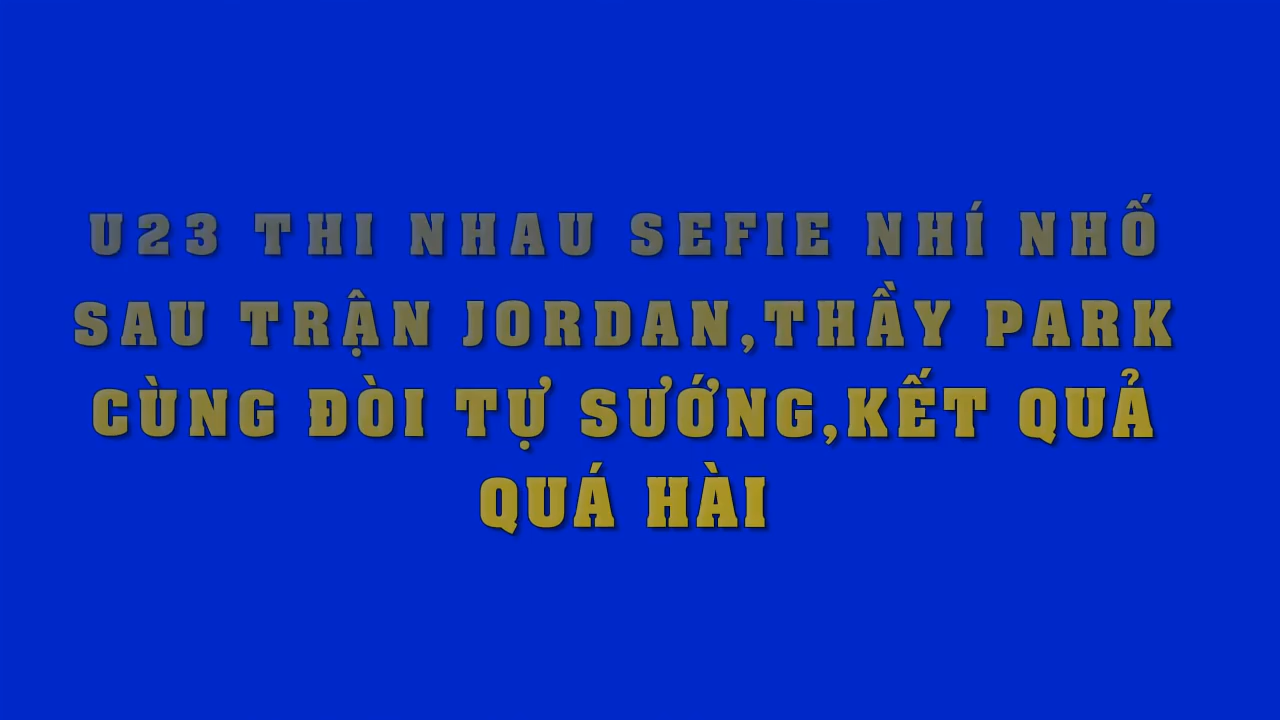 U23 THI NHAU SEFIE NHÍ NHỐ
SAU TRẬN JORDAN,THẦY PARK
CÙNG ĐÒI TỰ SƯỚNG,KẾT QUẢ
QUÁ HÀI